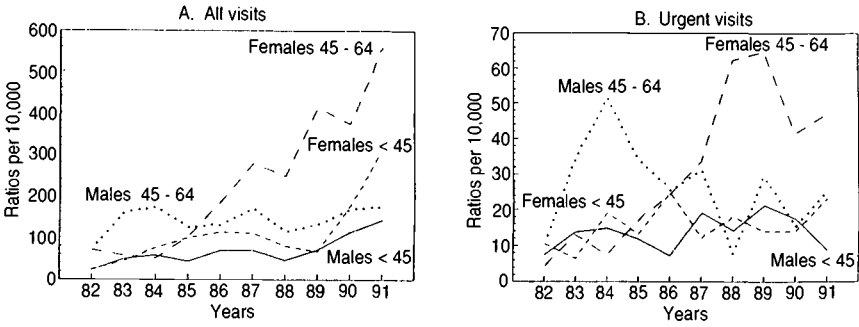 A. All visits
600
500
400
300
200
100
0
Ratios per 10,000
Females 45 - 64
Females < 45
Males 45 - 64
Males < 45
82 83 84 85 86 87 88 89 90 91
Years
B. Urgent visits
70
60
50
40
30
20
10
0
Ratios per 10,000
Females 45 - 64
Males 45 - 64
Females < 45
Males < 45
82 83 84 85 86 87 88 89 90 91
Years